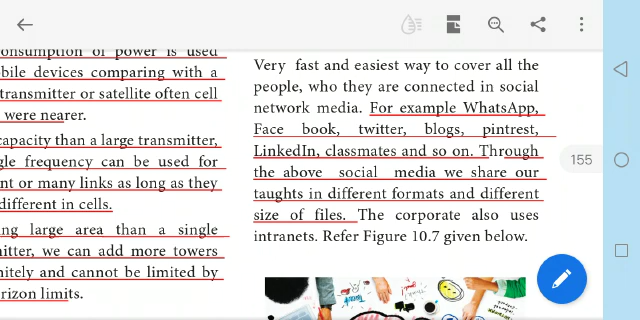 onsumption of power is used
bile devices comparing with a
transmitter or satellite often cell
were nearer.
capacity than a large transmitter,
gle frequency can be used for
nt or many links as long as they
different in cells.
ng large area than a single
mitter, we can add more towers
nitely and cannot be limited by
rizon limits.
Very fast and easiest way to cover all the
people, who they are connected in social
network media. For example WhatsApp,
Face book, twitter, blogs, pintrest,
LinkedIn, classmates and so on. Through
the above social media we share our
taughts in different formats and different
size of files. The corporate also uses
intranets. Refer Figure 10.7 given below.
155